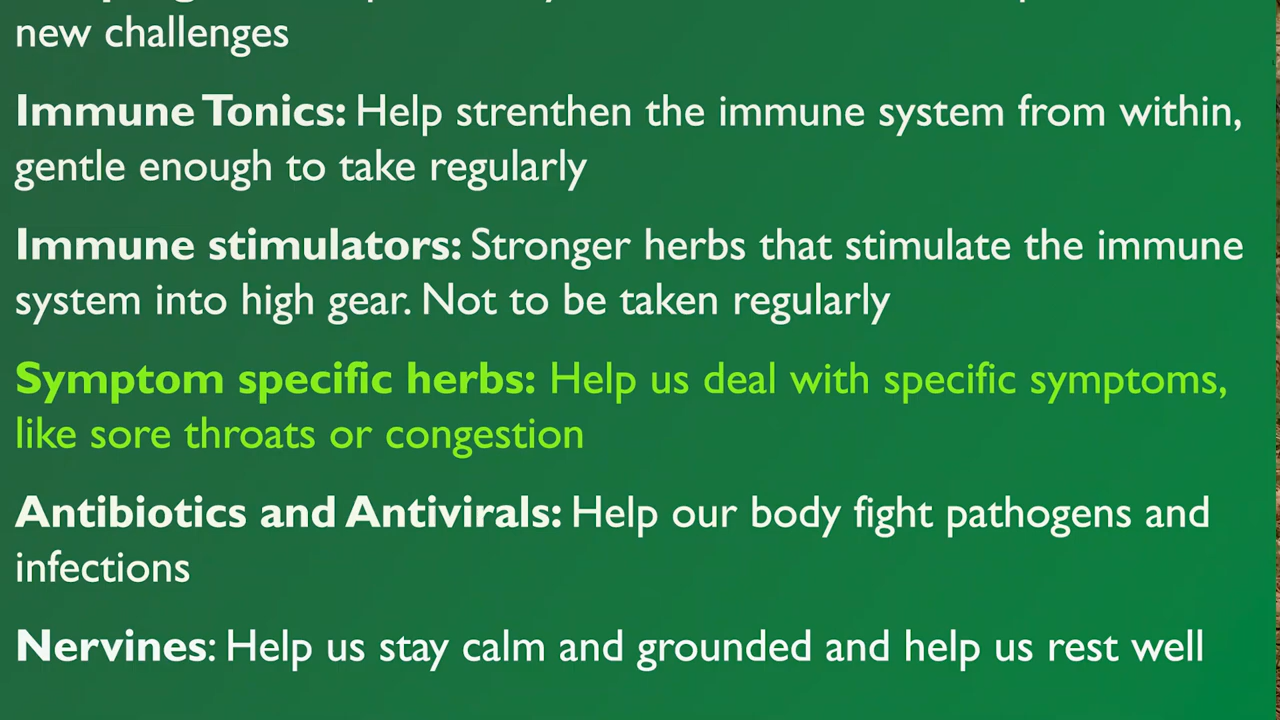 new challenges
Immune Tonics: Help strenthen the immune system from within,
gentle enough to take regularly
Immune stimulators: Stronger herbs that stimulate the immune
system into high gear. Not to be taken regularly
Symptom specific herbs: Help us deal with specific symptoms,
like sore throats or congestion
Antibiotics and Antivirals: Help our body fight pathogens and
infections
Nervines: Help us stay calm and grounded and help us rest well